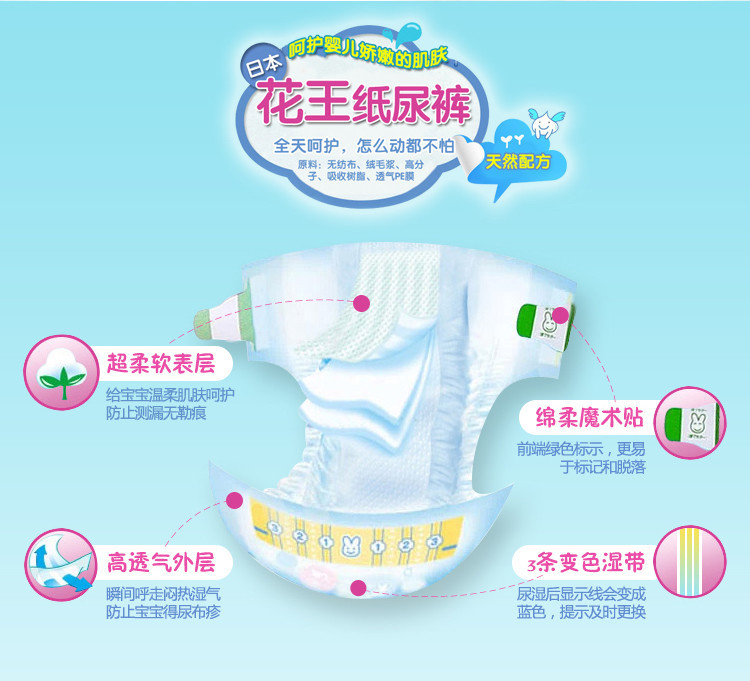 呵护婴儿娇嫩的肌肤
日本
花王纸尿裤
全天呵护，怎么动都不怕
原料：无纺布、绒毛浆、高分
子、吸收树脂、透气PE膜
天然配方
超柔软表层
给宝宝温柔肌肤呵护
防止测漏无勒痕
绵柔魔术贴
前端绿色标示，更易
于标记和脱落
3 2 1 1 2 3
高透气外层
瞬间呼走闷热湿气
防止宝宝得尿布疹
3条变色湿带
尿湿后显示线会变成
蓝色，提示及时更换